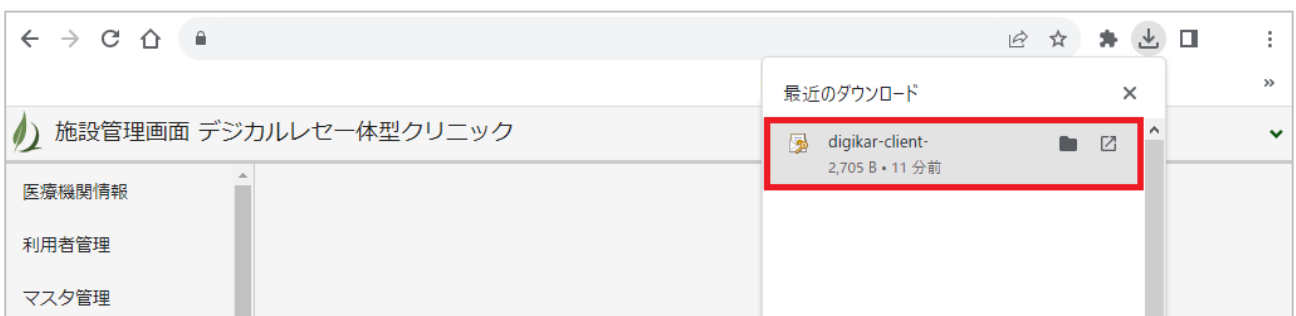 最近のダウンロード
施設管理画面 デジカルレセ一体型クリニック
digikar-client-
2,705 B • 11 分前
医療機関情報
利用者管理
マスタ管理